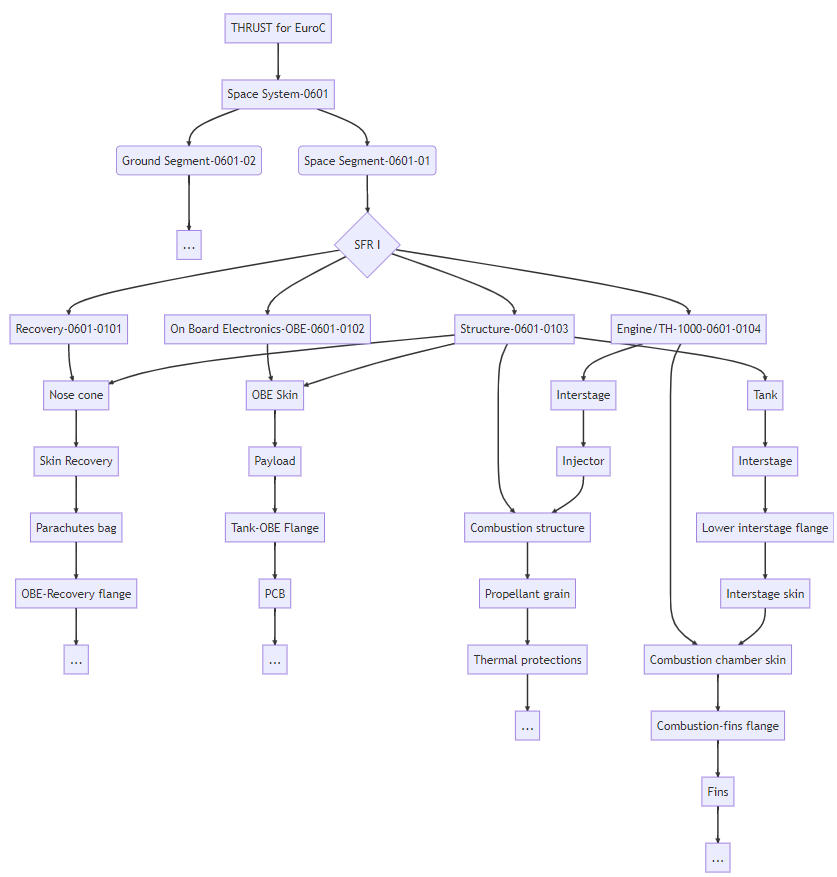 THRUST for EuroC
Space System-0601
Ground Segment-0601-02
Space Segment-0601-01
...
SFR I
Recovery-0601-0101
On Board Electronics-OBE-0601-0102
Structure-0601-0103
Engine/TH-1000-0601-0104
Nose cone
OBE Skin
Interstage
Tank
Skin Recovery
Payload
Injector
Interstage
Parachutes bag
Tank-OBE Flange
Combustion structure
Lower interstage flange
OBE-Recovery flange
PCB
Propellant grain
Interstage skin
...
...
Thermal protections
Combustion chamber skin
...
Combustion-fins flange
Fins
...